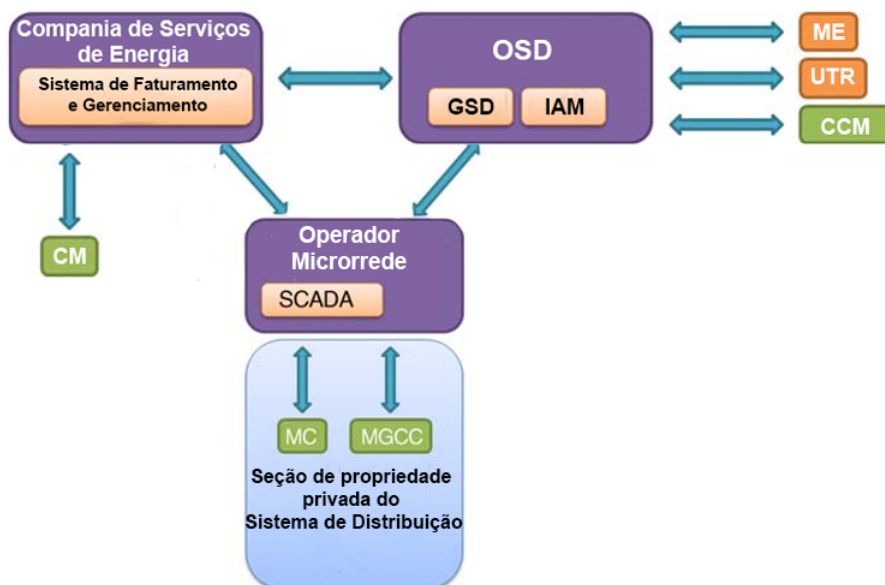 Compania de Serviços
de Energia
Sistema de Faturamento
e Gerenciamento
OSD
GSD
IAM
ME
UTR
CCM
CM
Operador
Microrrede
SCADA
MC
MGCC
Seção de propriedade
privada do
Sistema de Distribuição